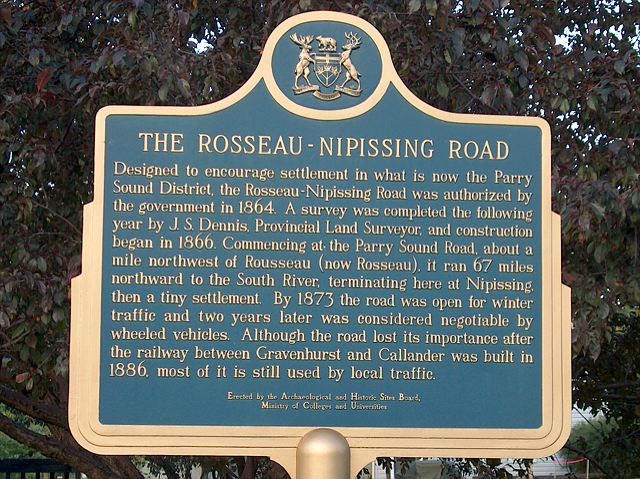 THE ROSSEAU-NIPISSING ROAD
Designed to encourage settlement in what is now the Parry
Sound District, the Rosseau-Nipissing Road was authorized by
the government in 1864. A survey was completed the following
year by J. S. Dennis, Provincial Land Surveyor, and construction
began in 1866. Commencing at the Parry Sound Road, about a
mile northwest of Rousseau (now Rosseau), it ran 67 miles
northward to the South River, terminating here at Nipissing,
then a tiny settlement. By 1873 the road was open for winter
traffic and two years later was considered negotiable by
wheeled vehicles. Although the road lost its importance after
the railway between Gravenhurst and Callander was built in
1886, most of it is still used by local traffic.
Erected by the Archaeological and Historic Sites Board,
Ministry of Colleges and Universities